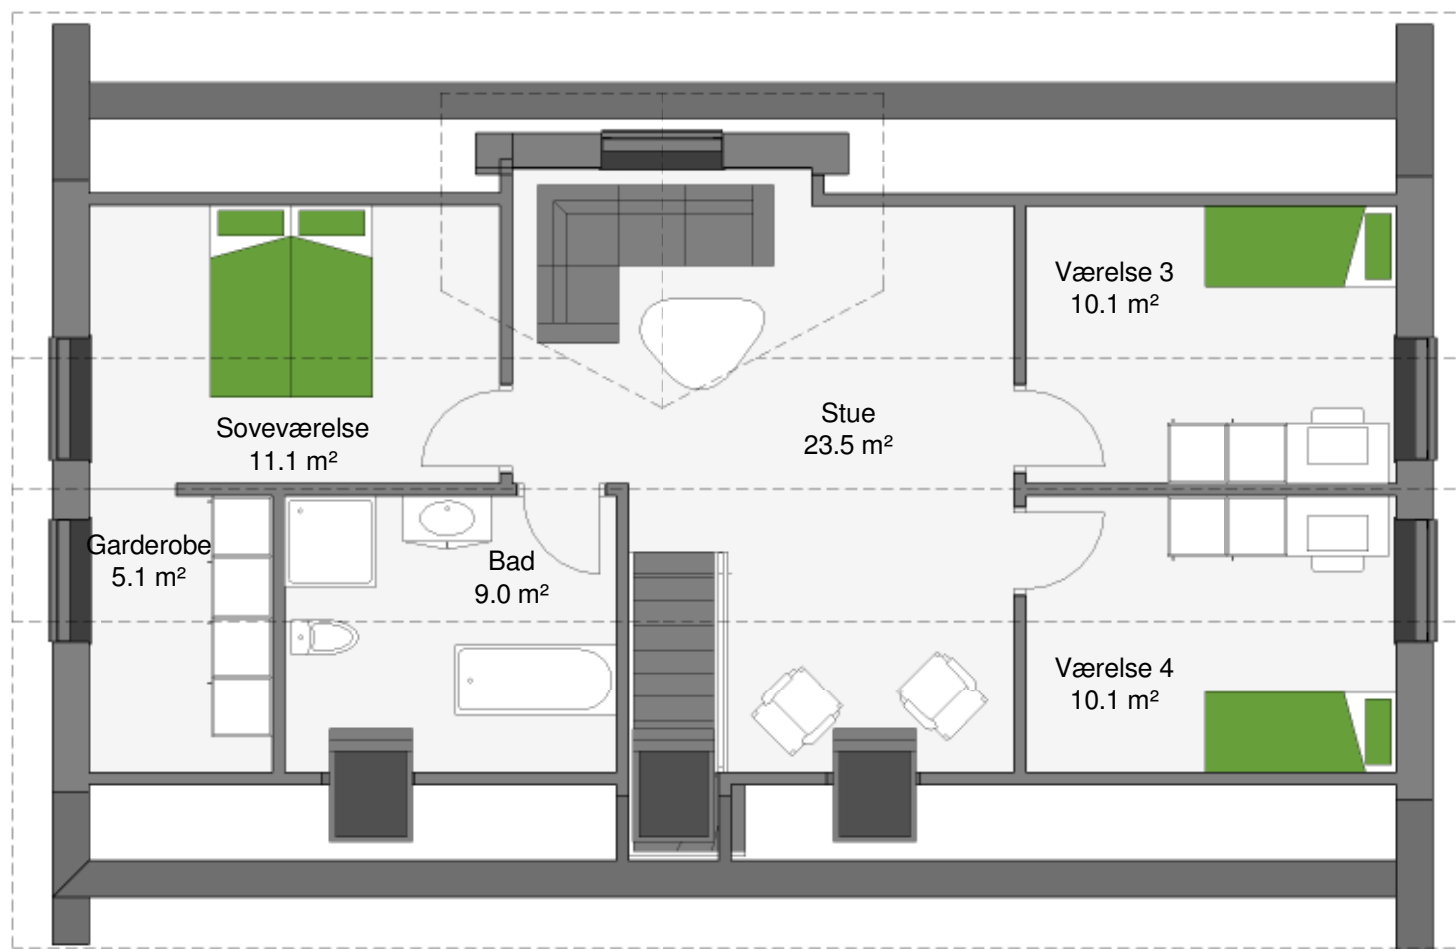 Værelse 3
10.1 m²
Stue
23.5 m²
Soveværelse
11.1 m²
Garderobe
5.1 m²
Bad
9.0 m²
Værelse 4
10.1 m²